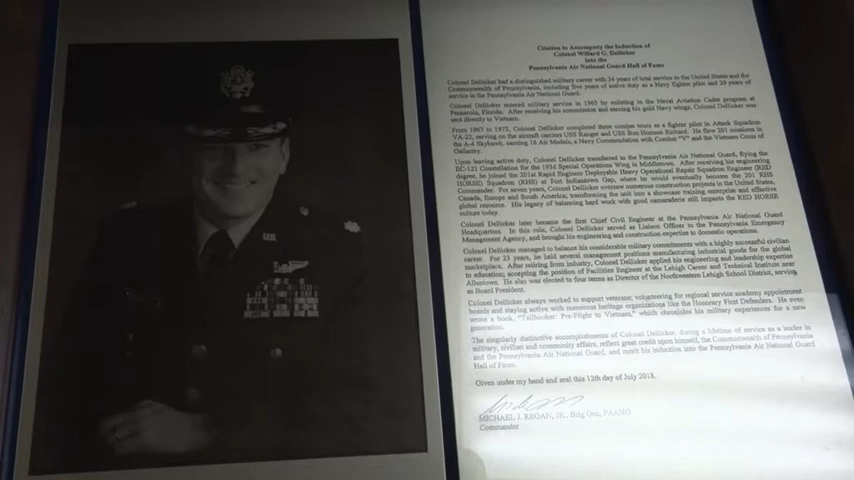 U.S.
Citation to Accompany the Induction of
Colonel Willard G. Dellicker
into the
Pennsylvania Air National Guard Hall of Fame
Colonel Dellicker had a distinguished military career with 34 years of total service to the United States and the
Commonwealth of Pennsylvania, including five years of active duty as a Navy fighter pilot and 29 years of
service in the Pennsylvania Air National Guard.
Colonel Dellicker entered military service in 1965 by enlisting in the Naval Aviation Cadet program at
Pensacola, Florida. After receiving his commission and earning his gold Navy wings, Colonel Dellicker was
sent directly to Vietnam.
From 1967 to 1972, Colonel Dellicker completed three combat tours as a fighter pilot in Attack Squadron
VA-22, serving on the aircraft carriers USS Ranger and USS Bon Homme Richard. He flew 201 missions in
the A-4 Skyhawk, earning 16 Air Medals, a Navy Commendation with Combat "V" and the Vietnam Cross of
Gallantry.
Upon leaving active duty, Colonel Dellicker transferred to the Pennsylvania Air National Guard, flying the
EC-121 Constellation for the 193d Special Operations Wing in Middletown. After receiving his engineering
degree, he joined the 201st Rapid Engineer Deployable Heavy Operational Repair Squadron Engineer (RED
HORSE) Squadron (RHS) at Fort Indiantown Gap, where he would eventually become the 201 RHS
Commander. For seven years, Colonel Dellicker oversaw numerous construction projects in the United States,
Canada, Europe and South America; transforming the unit into a showcase training enterprise and effective
global resource. His legacy of balancing hard work with good camaraderie still impacts the RED HORSE
culture today.
Colonel Dellicker later became the first Chief Civil Engineer at the Pennsylvania Air National Guard
Headquarters. In this role, Colonel Dellicker served as Liaison Officer to the Pennsylvania Emergency
Management Agency, and brought his engineering and construction expertise to domestic operations.
Colonel Dellicker managed to balance his considerable military commitments with a highly successful civilian
career. For 23 years, he held several management positions manufacturing industrial goods for the global
marketplace. After retiring from industry, Colonel Dellicker applied his engineering and leadership expertise
to education; accepting the position of Facilities Engineer at the Lehigh Career and Technical Institute near
Allentown. He also was elected to four terms as Director of the Northwestern Lehigh School District, serving
as Board President.
Colonel Dellicker always worked to support veterans; volunteering for regional service academy appointment
boards and staying active with numerous heritage organizations like the Honorary First Defenders. He even
wrote a book, "Tailhooker: Pre-Flight to Vietnam," which chronicles his military experiences for a new
generation.
The singularly distinctive accomplishments of Colonel Dellicker, during a lifetime of service as a leader in
military, civilian and community affairs, reflect great credit upon himself, the Commonwealth of Pennsylvania
and the Pennsylvania Air National Guard, and merit his induction into the Pennsylvania Air National Guard
Hall of Fame.
Given under my hand and seal this 12th day of July 2018.
MICHAEL J. REGAN, JR., Brig Gen, PAANG
Commander